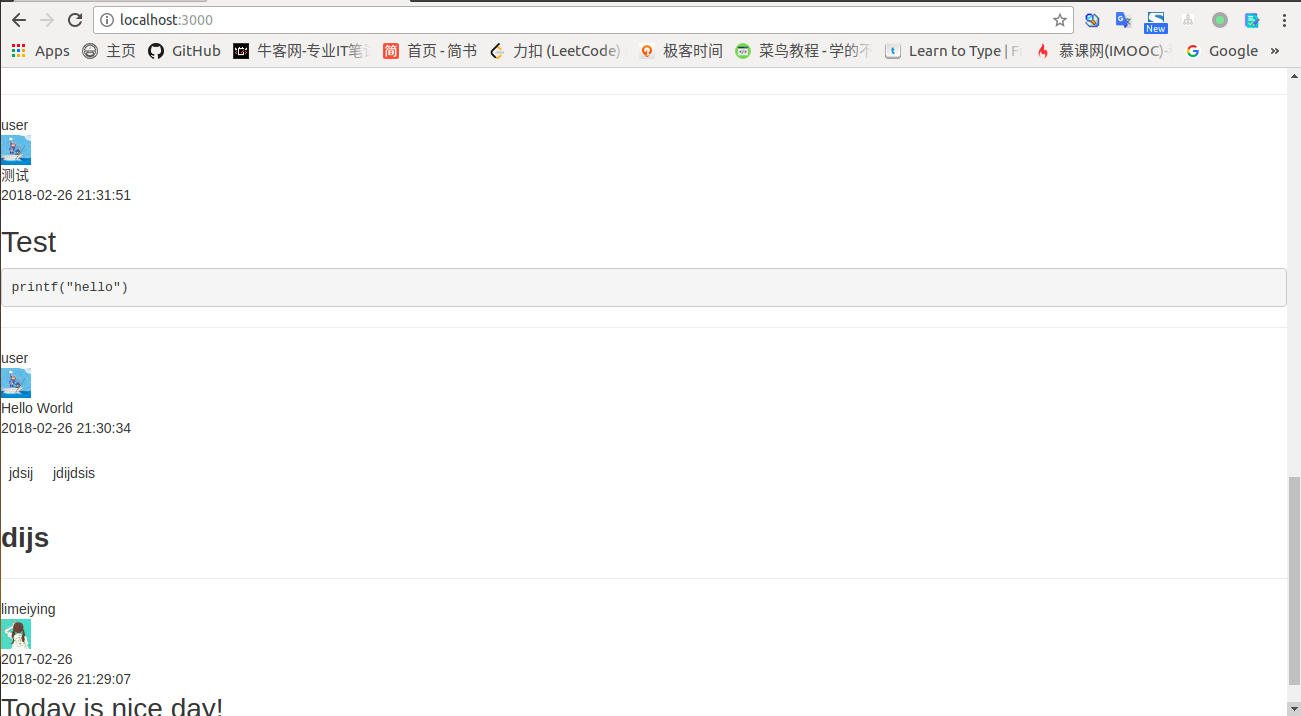 localhost:3000
New
Apps 主页 GitHub 牛客网-专业IT笔 简 首页 - 简书 力扣 (LeetCode) 极客时间 菜鸟教程 - 学的不 t Learn to Type | F 慕课网(IMOOC)- G Google »
user
测试
2018-02-26 21:31:51
Test
printf("hello")
user
Hello World
2018-02-26 21:30:34
jdsij jdijdsis
dijs
limeiying
2017-02-26
2018-02-26 21:29:07
Today is nice day!